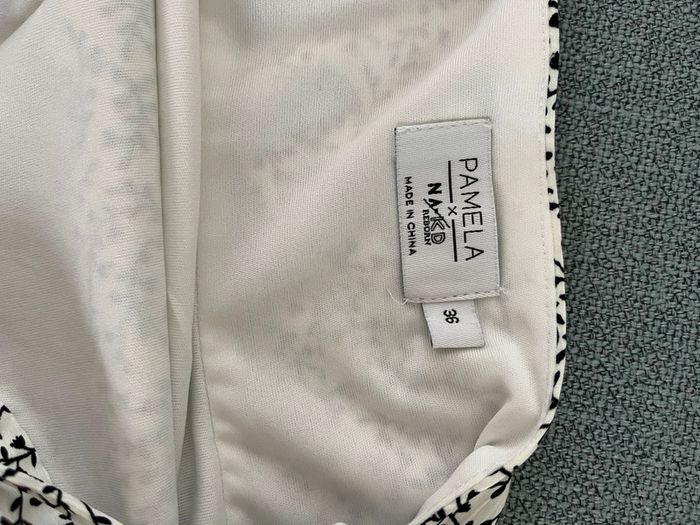 PAMELA
x
NA-KD
REBORN
MADE IN CHINA
36